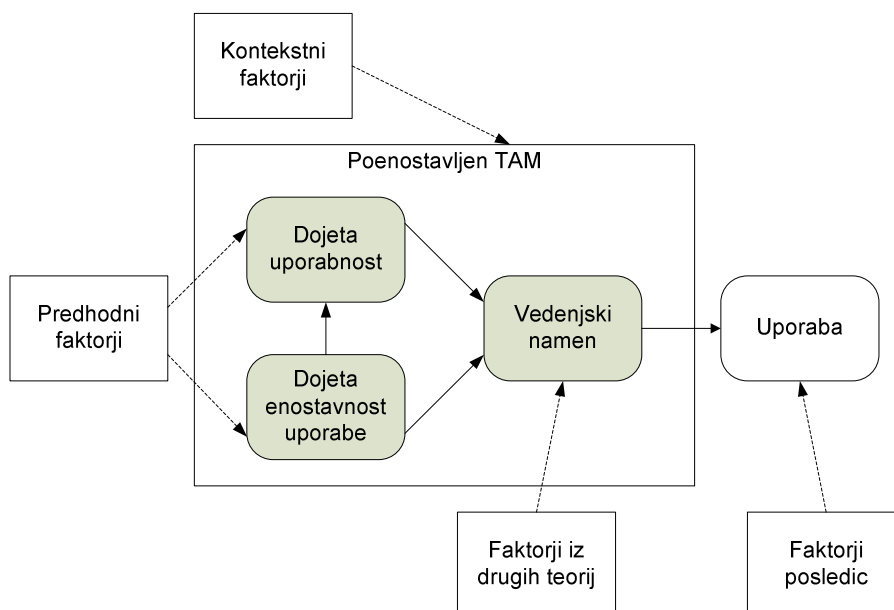 Kontekstni
faktorji
Poenostavljen TAM
Dojeta
uporabnost
Predhodni
faktorji
Vedenjski
namen
Uporaba
Dojeta
enostavnost
uporabe
Faktorji iz
drugih teorij
Faktorji
posledic